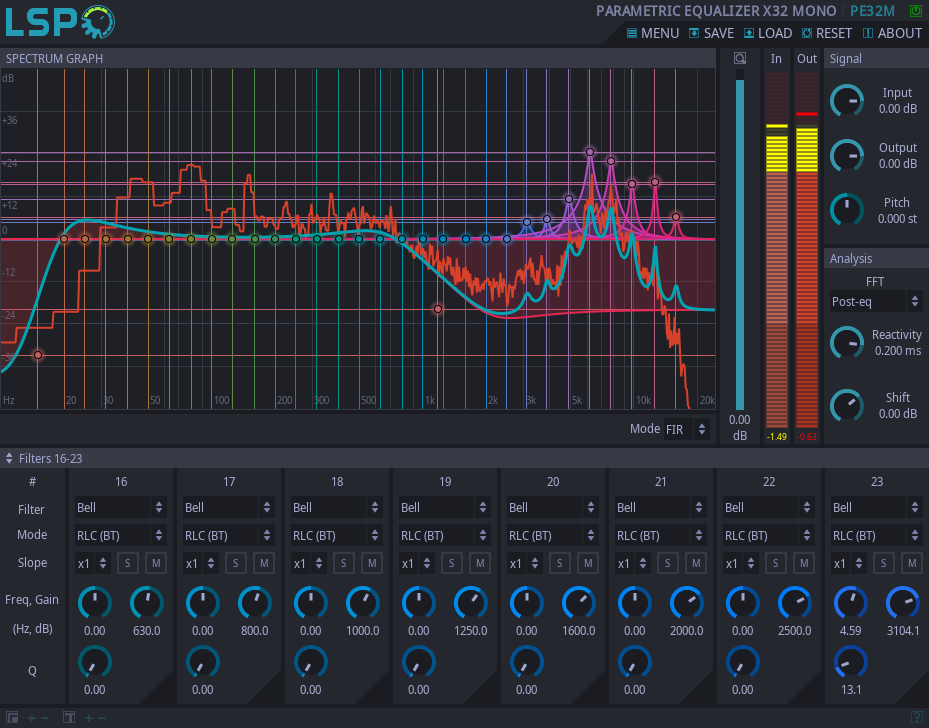 LSP
PARAMETRIC EQUALIZER X32 MONO PE32M
MENU SAVE LOAD RESET ABOUT
SPECTRUM GRAPH
In Out
Signal
dB
+36
+24
+12
0
-12
-24
-36
Hz 20 30 50 100 200 300 500 1k 2k 3k 5k 10k 20k
Mode FIR
0.00
dB
-1.49 -0.63
Input
0.00 dB
Output
0.00 dB
Pitch
0.000 st
Analysis
FFT
Post-eq
Reactivity
0.200 ms
Shift
0.00 dB
Filters 16-23
# 16 17 18 19 20 21 22 23
Filter Bell Bell Bell Bell Bell Bell Bell Bell
Mode RLC (BT) RLC (BT) RLC (BT) RLC (BT) RLC (BT) RLC (BT) RLC (BT) RLC (BT)
Slope x1 S M x1 S M x1 S M x1 S M x1 S M x1 S M x1 S M x1 S M
Freq, Gain
(Hz, dB) 0.00 630.0 0.00 800.0 0.00 1000.0 0.00 1250.0 0.00 1600.0 0.00 2000.0 0.00 2500.0 4.59 3104.1
Q
0.00 0.00 0.00 0.00 0.00 0.00 0.00 13.1
+ − T + − ?